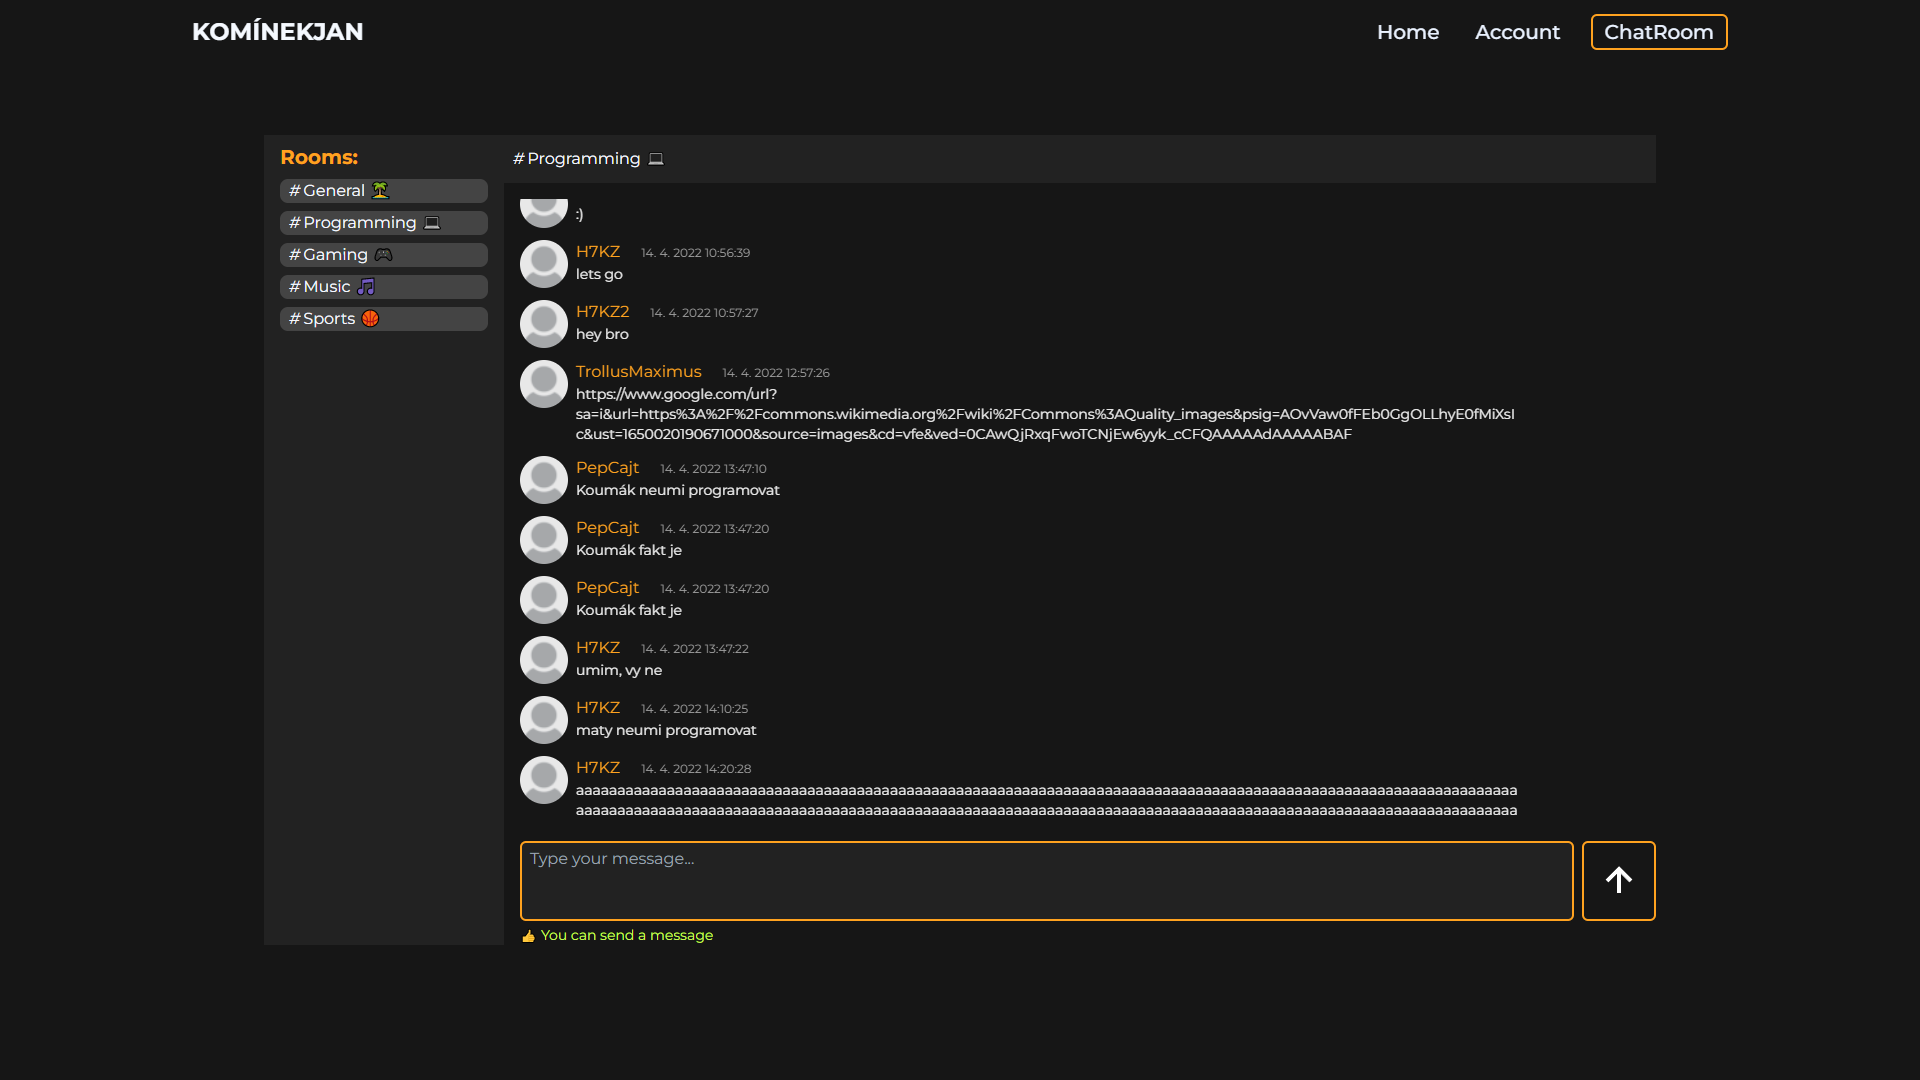 KOMÍNEKJAN
Home
Account
ChatRoom
Rooms:
#General 🏝
#Programming 💻
#Gaming 🎮
#Music 🎵
#Sports 🏀
#Programming 💻
:)
H7KZ 14. 4. 2022 10:56:39
lets go
H7KZ2 14. 4. 2022 10:57:27
hey bro
TrollusMaximus 14. 4. 2022 12:57:26
https://www.google.com/url?
sa=i&url=https%3A%2F%2Fcommons.wikimedia.org%2Fwiki%2FCommons%3AQuality_images&psig=AOvVaw0fFEb0GgOLLhyE0fMiXsI
c&ust=1650020190671000&source=images&cd=vfe&ved=0CAwQjRxqFwoTCNjEw6yyk_cCFQAAAAAdAAAAABAF
PepCajt 14. 4. 2022 13:47:10
Koumák neumi programovat
PepCajt 14. 4. 2022 13:47:20
Koumák fakt je
PepCajt 14. 4. 2022 13:47:20
Koumák fakt je
H7KZ 14. 4. 2022 13:47:22
umim, vy ne
H7KZ 14. 4. 2022 14:10:25
maty neumi programovat
H7KZ 14. 4. 2022 14:20:28
Type your message...
👍 You can send a message